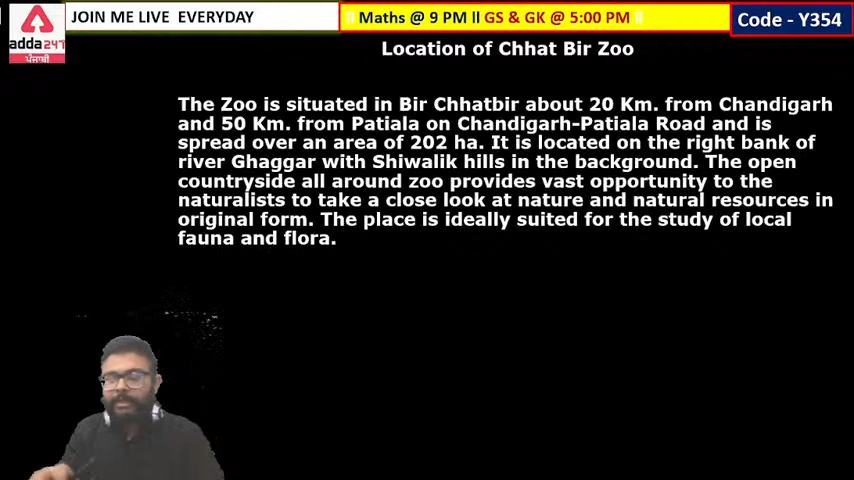 JOIN ME LIVE EVERYDAY
Maths @ 9 PM ll GS & GK @ 5:00 PM
Code - Y354
adda247
ਪੰਜਾਬੀ
Location of Chhat Bir Zoo
The Zoo is situated in Bir Chhatbir about 20 Km. from Chandigarh
and 50 Km. from Patiala on Chandigarh-Patiala Road and is
spread over an area of 202 ha. It is located on the right bank of
river Ghaggar with Shiwalik hills in the background. The open
countryside all around zoo provides vast opportunity to the
naturalists to take a close look at nature and natural resources in
original form. The place is ideally suited for the study of local
fauna and flora.